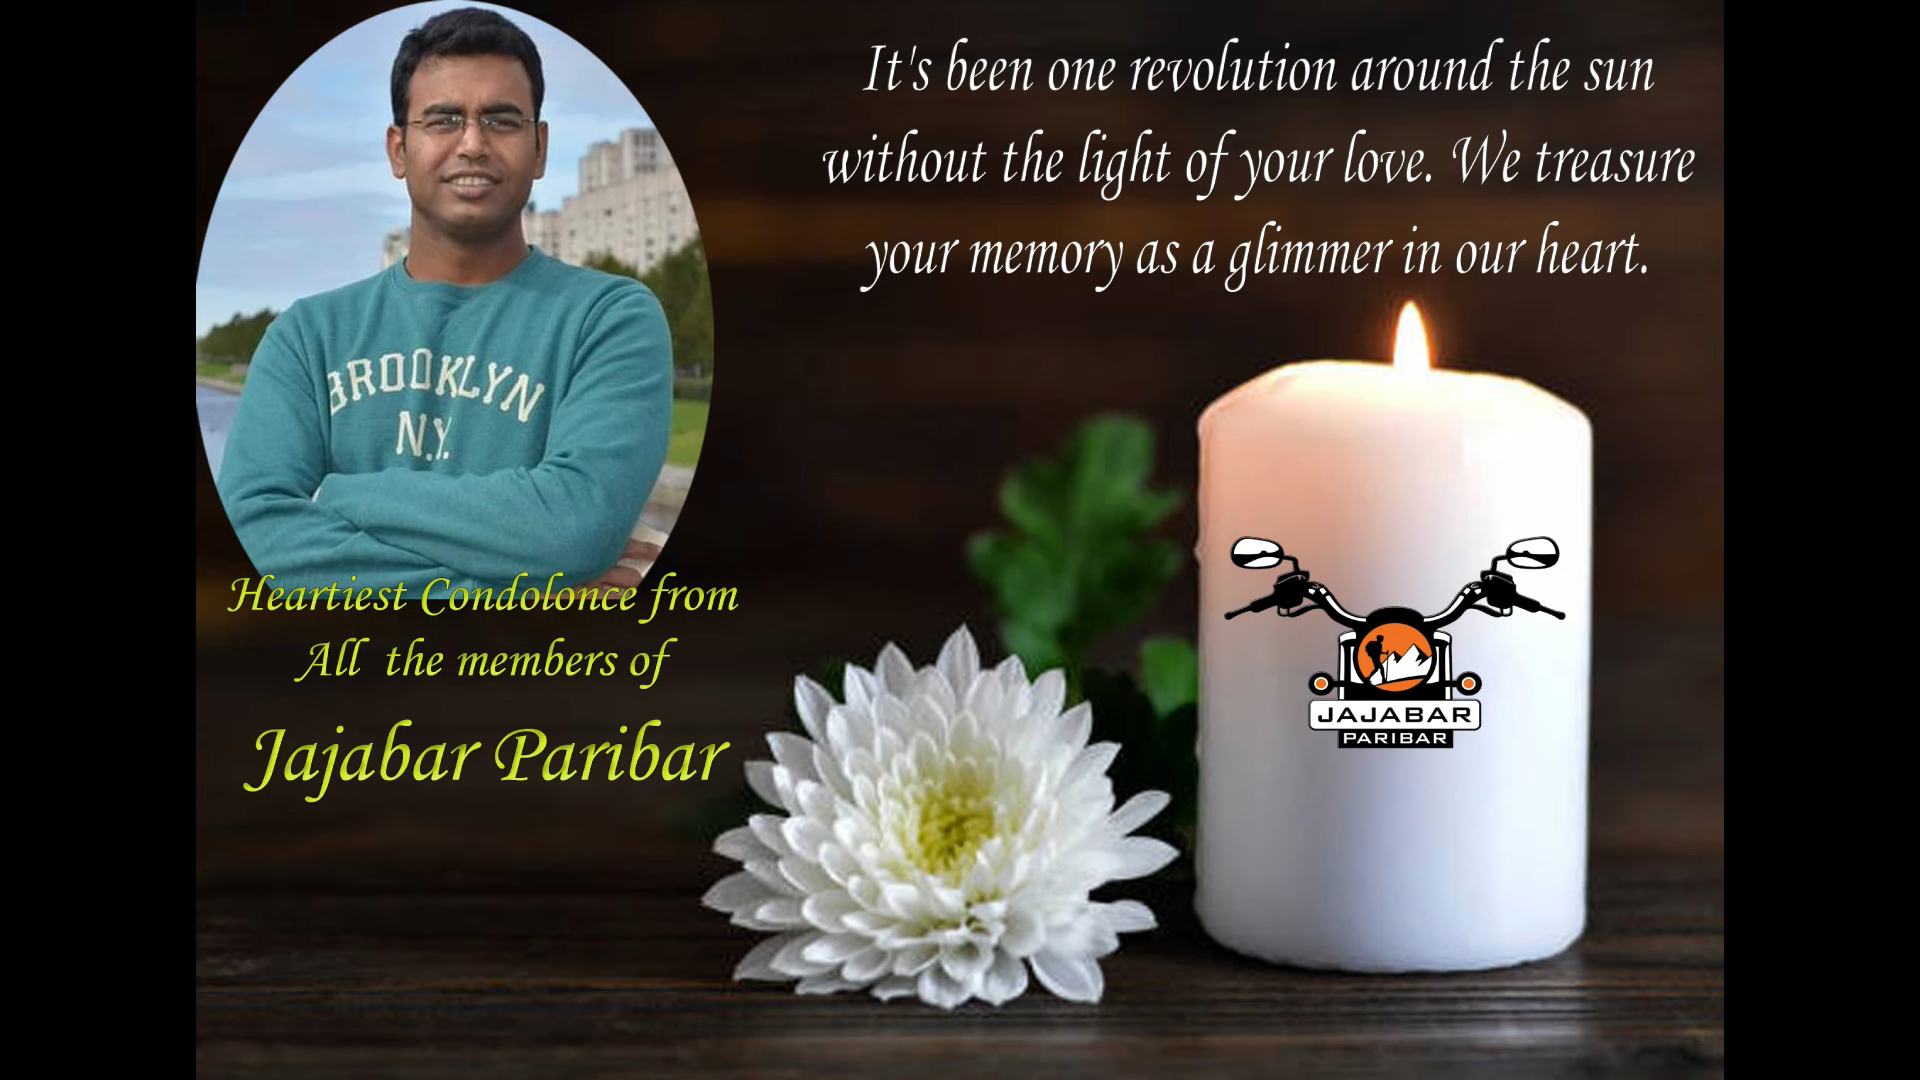 It's been one revolution around the sun
without the light of your love. We treasure
your memory as a glimmer in our heart.
BROOKLYN
N.Y.
Heartiest Condolonce from
All the members of
Jajabar Paribar
JAJABAR
PARIBAR